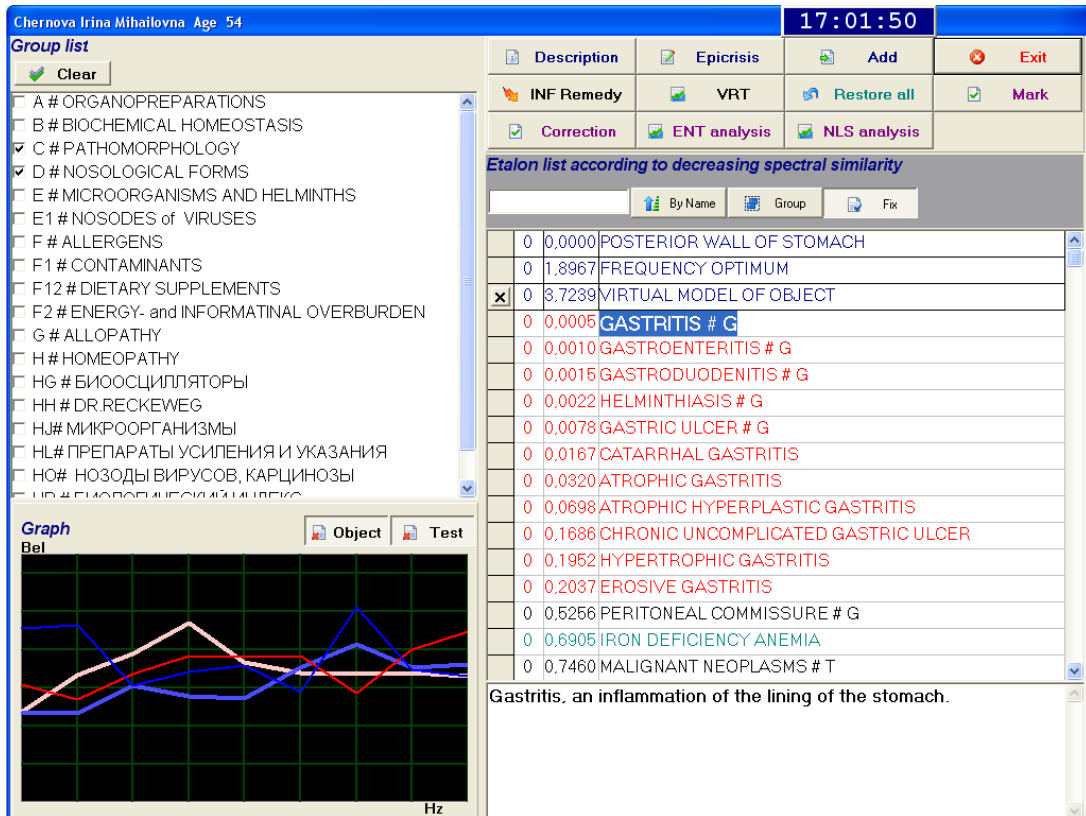 Chernova Irina Mihailovna Age 54
17:01:50
Group list
Clear
A # ORGANOPREPARATIONS
B # BIOCHEMICAL HOMEOSTASIS
C # PATHOMORPHOLOGY
D # NOSOLOGICAL FORMS
E # MICROORGANISMS AND HELMINTHS
E1 # NOSODES of VIRUSES
F # ALLERGENS
F1 # CONTAMINANTS
F12 # DIETARY SUPPLEMENTS
F2 # ENERGY- and INFORMATINAL OVERBURDEN
G # ALLOPATHY
H # HOMEOPATHY
HG # БИООСЦИЛЛЯТОРЫ
HH # DR.RECKEWEG
HJ# МИКРООРГАНИЗМЫ
HL# ПРЕПАРАТЫ УСИЛЕНИЯ И УКАЗАНИЯ
HO# НОЗОДЫ ВИРУСОВ, КАРЦИНОЗЫ
Graph
Object Test
Bel
Hz
Description Epicrisis Add Exit
INF Remedy VRT Restore all Mark
Correction ENT analysis NLS analysis
Etalon list according to decreasing spectral similarity
By Name Group Fix
0 0,0000 POSTERIOR WALL OF STOMACH
0 1,8967 FREQUENCY OPTIMUM
0 3,7239 VIRTUAL MODEL OF OBJECT
0 0,0005 GASTRITIS # G
0 0,0010 GASTROENTERITIS # G
0 0,0015 GASTRODUODENITIS # G
0 0,0022 HELMINTHIASIS # G
0 0,0078 GASTRIC ULCER # G
0 0,0167 CATARRHAL GASTRITIS
0 0,0320 ATROPHIC GASTRITIS
0 0,0698 ATROPHIC HYPERPLASTIC GASTRITIS
0 0,1686 CHRONIC UNCOMPLICATED GASTRIC ULCER
0 0,1952 HYPERTROPHIC GASTRITIS
0 0,2037 EROSIVE GASTRITIS
0 0,5256 PERITONEAL COMMISSURE # G
0 0,6905 IRON DEFICIENCY ANEMIA
0 0,7460 MALIGNANT NEOPLASMS # T
Gastritis, an inflammation of the lining of the stomach.